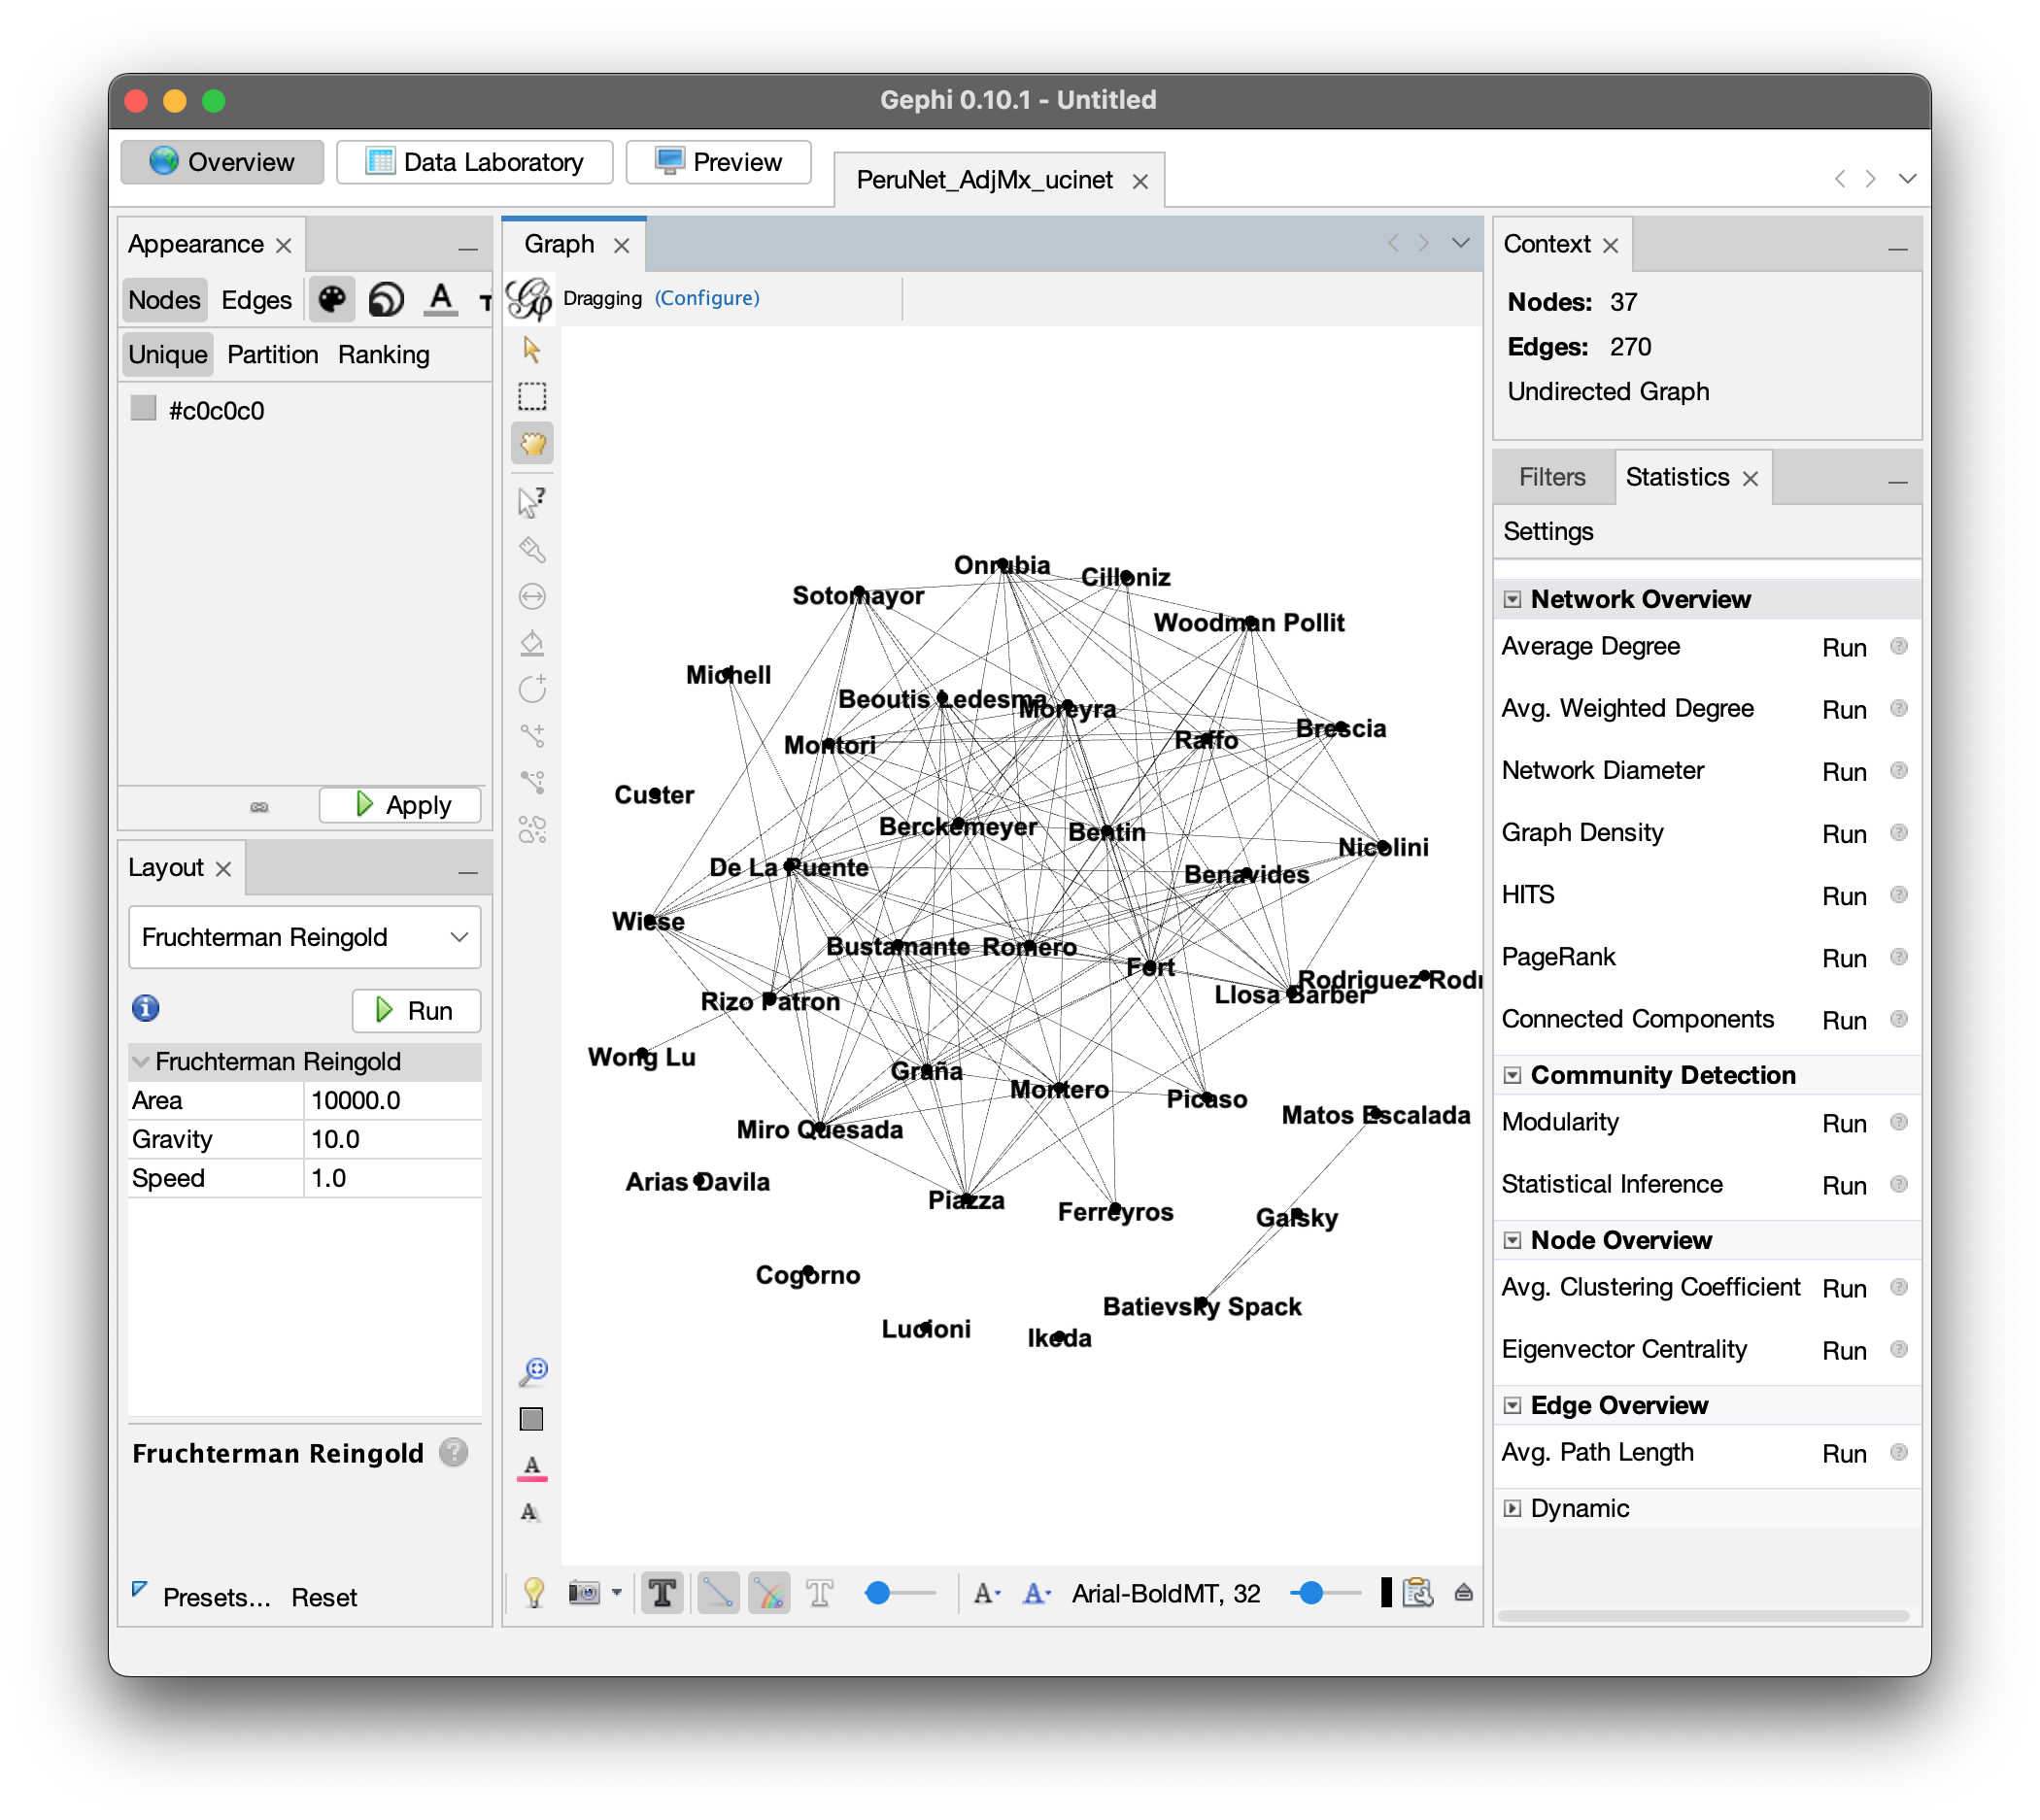 Gephi 0.10.1 - Untitled
Overview
Data Laboratory
Preview
PeruNet_AdjMx_ucinet
Appearance
Nodes Edges
Unique Partition Ranking
#c0c0c0
Apply
Layout
Fruchterman Reingold
Run
Fruchterman Reingold
Area 10000.0
Gravity 10.0
Speed 1.0
Fruchterman Reingold
Presets... Reset
Graph
Dragging (Configure)
Onrubia
Cilloniz
Sotomayor
Woodman Pollit
Michell
Beoutis Ledesma
Moreyra
Brescia
Raffo
Montori
Custer
Berckemeyer
Bentin
Nicolini
De La Puente
Benavides
Wiese
Bustamante
Romero
Fort
Rodriguez Rodr
Llosa Barber
Rizo Patron
Wong Lu
Graña
Montero
Picaso
Matos Escalada
Miro Quesada
Arias Davila
Piazza
Ferreyros
Galsky
Cogorno
Batievsky Spack
Lucioni
Ikeda
Arial-BoldMT, 32
Context
Nodes: 37
Edges: 270
Undirected Graph
Filters
Statistics
Settings
Network Overview
Average Degree Run
Avg. Weighted Degree Run
Network Diameter Run
Graph Density Run
HITS Run
PageRank Run
Connected Components Run
Community Detection
Modularity Run
Statistical Inference Run
Node Overview
Avg. Clustering Coefficient Run
Eigenvector Centrality Run
Edge Overview
Avg. Path Length Run
Dynamic